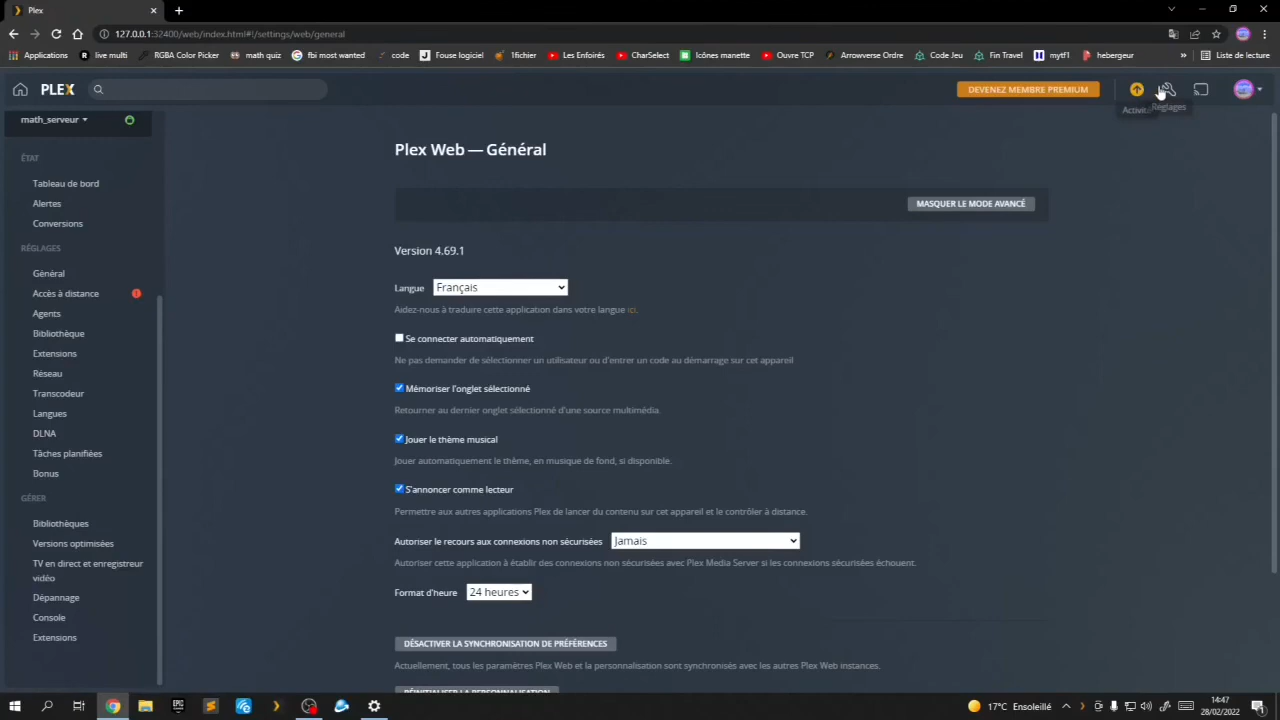 Plex
127.0.0.1:32400/web/index.html#!/settings/web/general
Applications
live multi
RGBA Color Picker
math quiz
fbi most wanted
code
Fouse logiciel
1fichier
Les Enfoirés
CharSelect
Icônes manette
Ouvre TCP
Arrowverse Ordre
Code Jeu
Fin Travel
mytf1
hebergeur
»
Liste de lecture
PLEX
DEVENEZ MEMBRE PREMIUM
Réglages
math_serveur
ÉTAT
Tableau de bord
Alertes
Conversions
RÉGLAGES
Général
Accès à distance
Agents
Bibliothèque
Extensions
Réseau
Transcodeur
Langues
DLNA
Tâches planifiées
Bonus
GÉRER
Bibliothèques
Versions optimisées
TV en direct et enregistreur
vidéo
Dépannage
Console
Extensions
Plex Web — Général
MASQUER LE MODE AVANCÉ
Version 4.69.1
Langue Français
Aidez-nous à traduire cette application dans votre langue ici.
Se connecter automatiquement
Ne pas demander de sélectionner un utilisateur ou d'entrer un code au démarrage sur cet appareil
Mémoriser l'onglet sélectionné
Retourner au dernier onglet sélectionné d'une source multimédia.
Jouer le thème musical
Jouer automatiquement le thème, en musique de fond, si disponible.
S'annoncer comme lecteur
Permettre aux autres applications Plex de lancer du contenu sur cet appareil et le contrôler à distance.
Autoriser le recours aux connexions non sécurisées Jamais
Autoriser cette application à établir des connexions non sécurisées avec Plex Media Server si les connexions sécurisées échouent.
Format d'heure 24 heures
DÉSACTIVER LA SYNCHRONISATION DE PRÉFÉRENCES
Actuellement, tous les paramètres Plex Web et la personnalisation sont synchronisés avec les autres Plex Web instances.
RÉINITIALISER LA PERSONNALISATION
EPIC
17°C Ensoleillé
14:47
28/02/2022